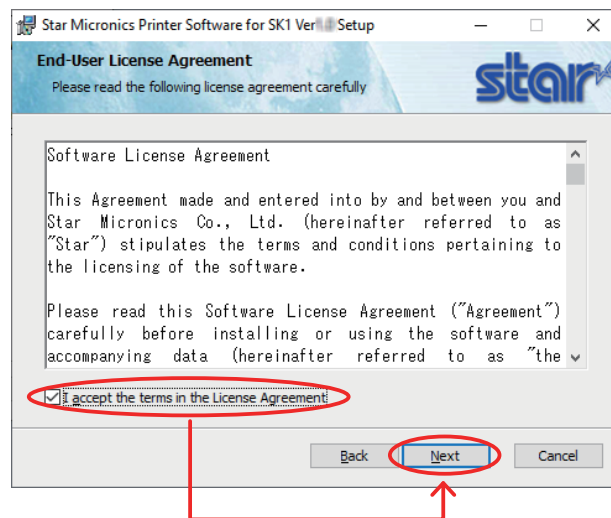 Star Micronics Printer Software for SK1 Ver Setup
End-User License Agreement
Please read the following license agreement carefully
star
Software License Agreement
This Agreement made and entered into by and between you and
Star Micronics Co., Ltd. (hereinafter referred to as
"Star") stipulates the terms and conditions pertaining to
the licensing of the software.
Please read this Software License Agreement ("Agreement")
carefully before installing or using the software and
accompanying data (hereinafter referred to as "the
I accept the terms in the License Agreement
Back Next Cancel